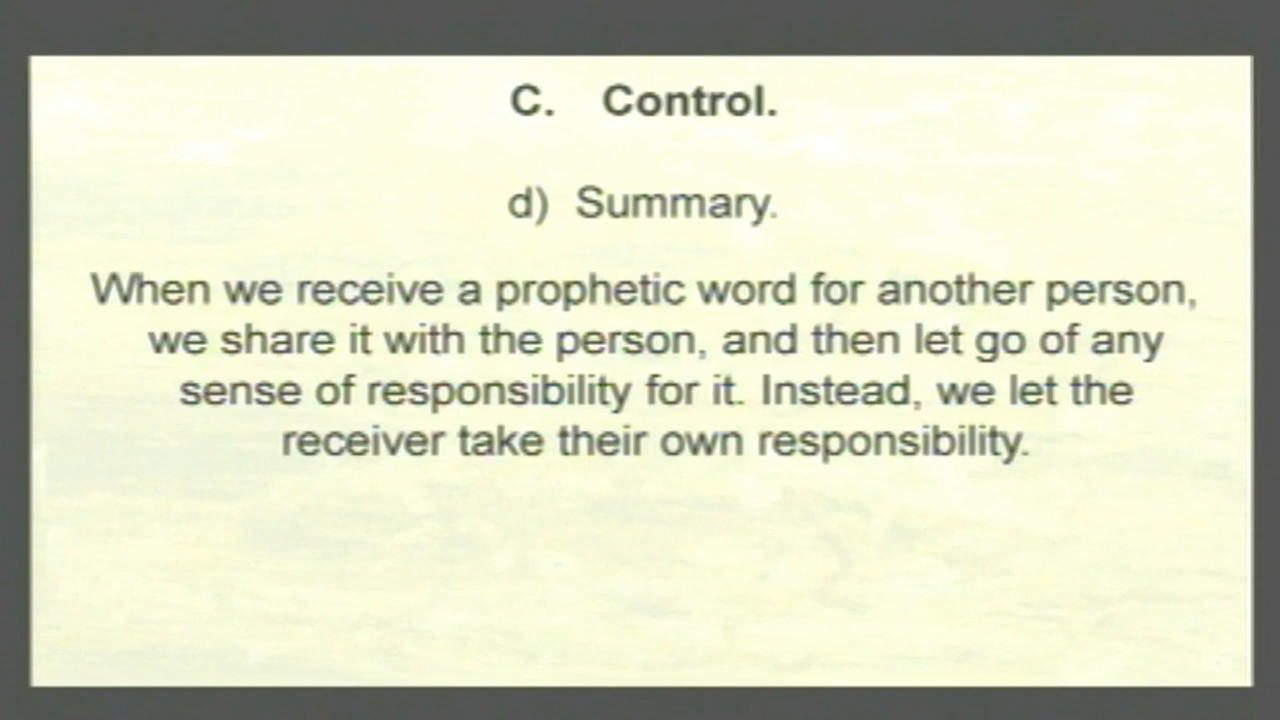 C. Control.
d) Summary.
When we receive a prophetic word for another person,
we share it with the person, and then let go of any
sense of responsibility for it. Instead, we let the
receiver take their own responsibility.